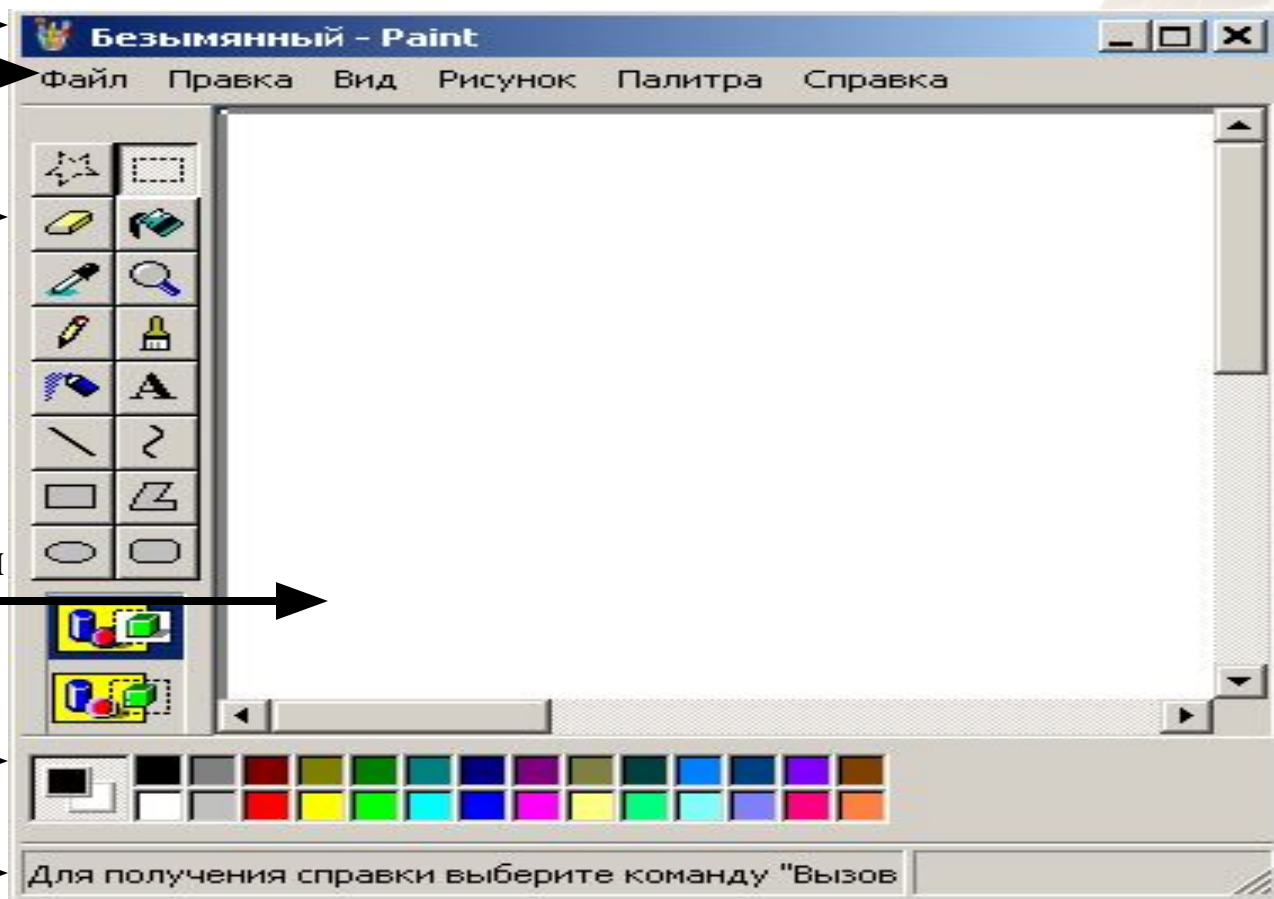 Безымянный - Paint
Файл Правка Вид Рисунок Палитра Справка
A
Для получения справки выберите команду "Вызов